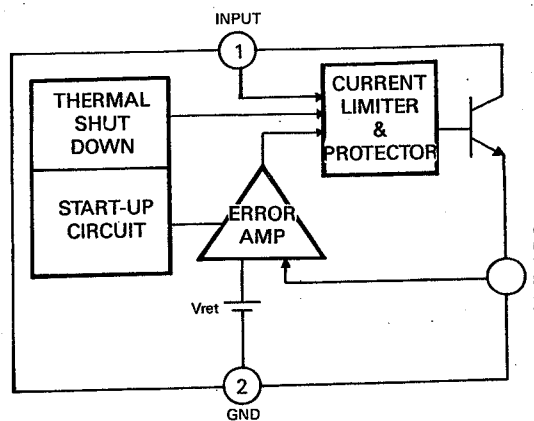 INPUT
1
THERMAL
SHUT
DOWN
CURRENT
LIMITER
&
PROTECTOR
START-UP
CIRCUIT
ERROR
AMP
Vret
2
GND